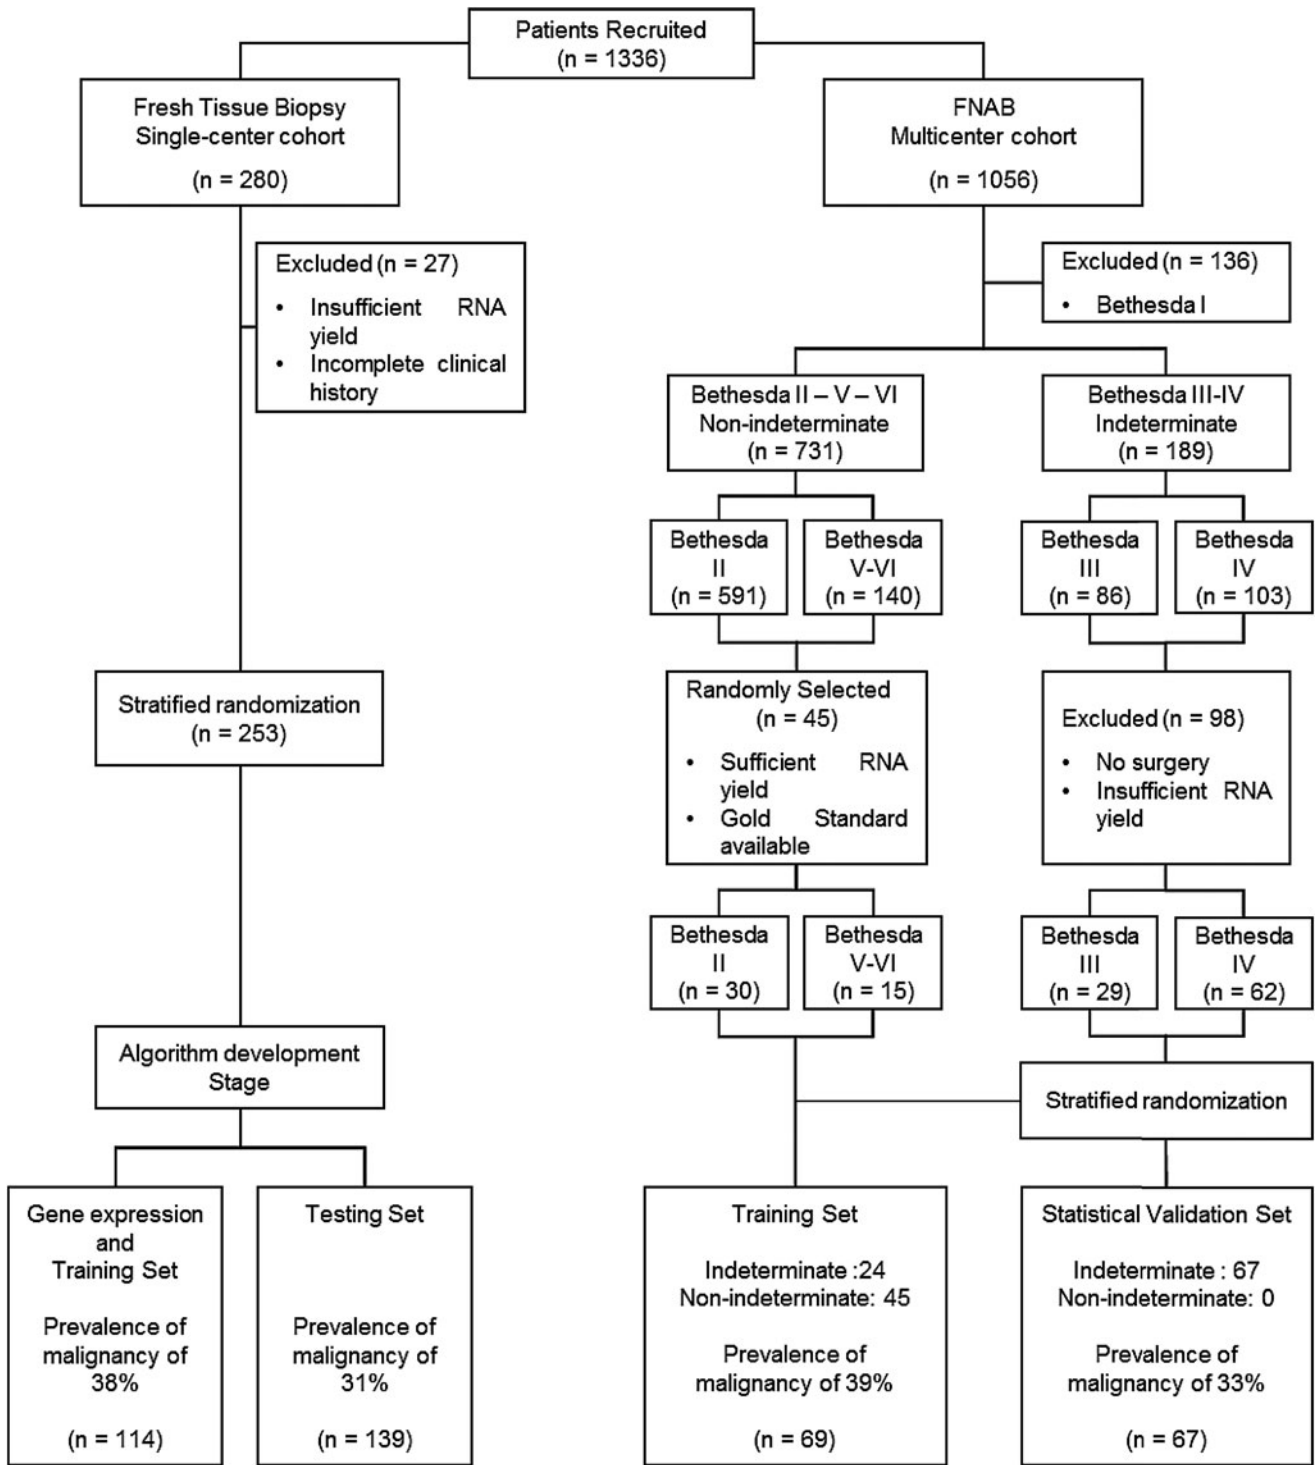 Patients Recruited
(n = 1336)
Fresh Tissue Biopsy
Single-center cohort
(n = 280)
FNAB
Multicenter cohort
(n = 1056)
Excluded (n = 27)
• Insufficient RNA
yield
• Incomplete clinical
history
Excluded (n = 136)
• Bethesda I
Bethesda II – V – VI
Non-indeterminate
(n = 731)
Bethesda III-IV
Indeterminate
(n = 189)
Bethesda
II
(n = 591)
Bethesda
V-VI
(n = 140)
Bethesda
III
(n = 86)
Bethesda
IV
(n = 103)
Stratified randomization
(n = 253)
Randomly Selected
(n = 45)
• Sufficient RNA
yield
• Gold Standard
available
Excluded (n = 98)
• No surgery
• Insufficient RNA
yield
Bethesda
II
(n = 30)
Bethesda
V-VI
(n = 15)
Bethesda
III
(n = 29)
Bethesda
IV
(n = 62)
Algorithm development
Stage
Stratified randomization
Gene expression
and
Training Set
Prevalence of
malignancy of
38%
(n = 114)
Testing Set
Prevalence of
malignancy of
31%
(n = 139)
Training Set
Indeterminate :24
Non-indeterminate: 45
Prevalence of
malignancy of 39%
(n = 69)
Statistical Validation Set
Indeterminate : 67
Non-indeterminate: 0
Prevalence of
malignancy of 33%
(n = 67)